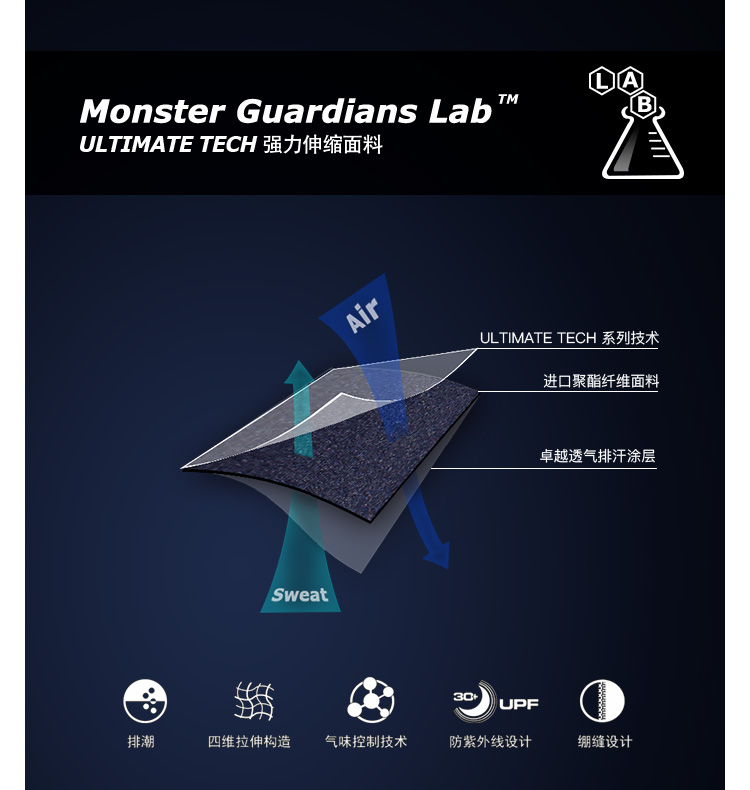 LAB
Monster Guardians Lab™
ULTIMATE TECH 强力伸缩面料
Air
ULTIMATE TECH 系列技术
进口聚酯纤维面料
卓越透气排汗涂层
Sweat
30+ UPF
排潮
四维拉伸构造
气味控制技术
防紫外线设计
绷缝设计